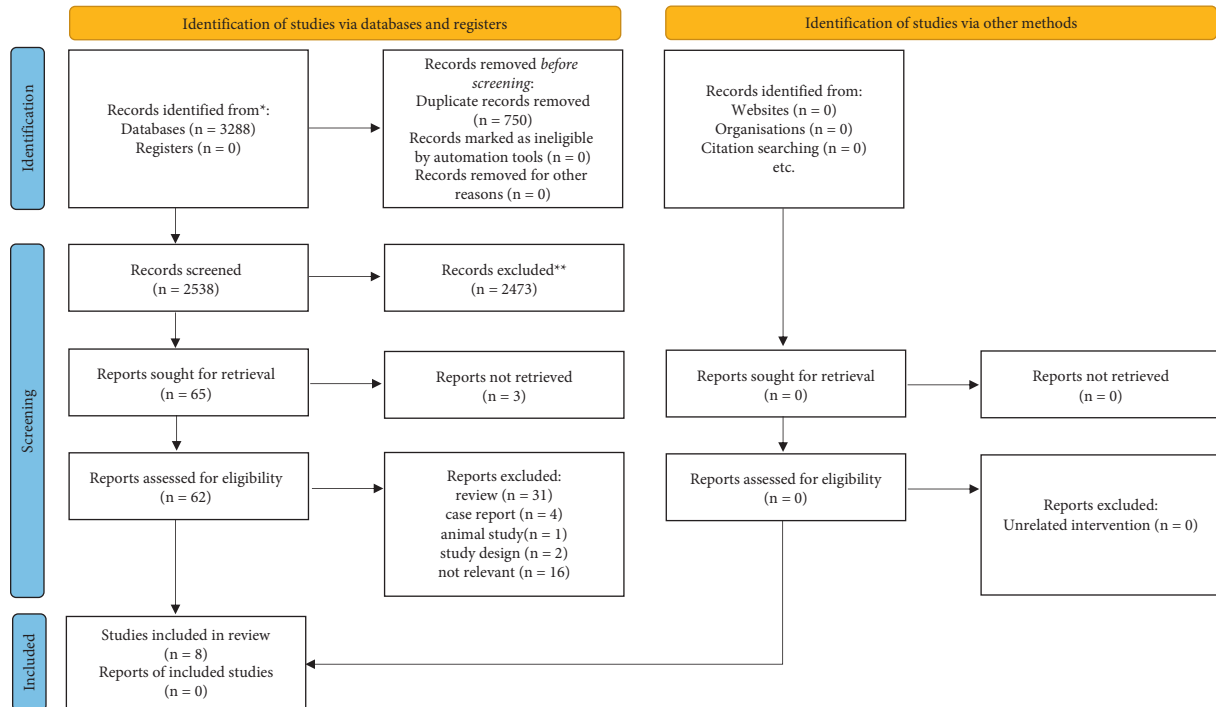 Identification of studies via databases and registers
Identification of studies via other methods
Identification
Records identified from*:
Databases (n = 3288)
Registers (n = 0)
Records removed before
screening:
Duplicate records removed
(n = 750)
Records marked as ineligible
by automation tools (n = 0)
Records removed for other
reasons (n = 0)
Records identified from:
Websites (n = 0)
Organisations (n = 0)
Citation searching (n = 0)
etc.
Screening
Records screened
(n = 2538)
Records excluded**
(n = 2473)
Reports sought for retrieval
(n = 65)
Reports not retrieved
(n = 3)
Reports sought for retrieval
(n = 0)
Reports not retrieved
(n = 0)
Reports assessed for eligibility
(n = 62)
Reports excluded:
review (n = 31)
case report (n = 4)
animal study(n = 1)
study design (n = 2)
not relevant (n = 16)
Reports assessed for eligibility
(n = 0)
Reports excluded:
Unrelated intervention (n = 0)
Included
Studies included in review
(n = 8)
Reports of included studies
(n = 0)